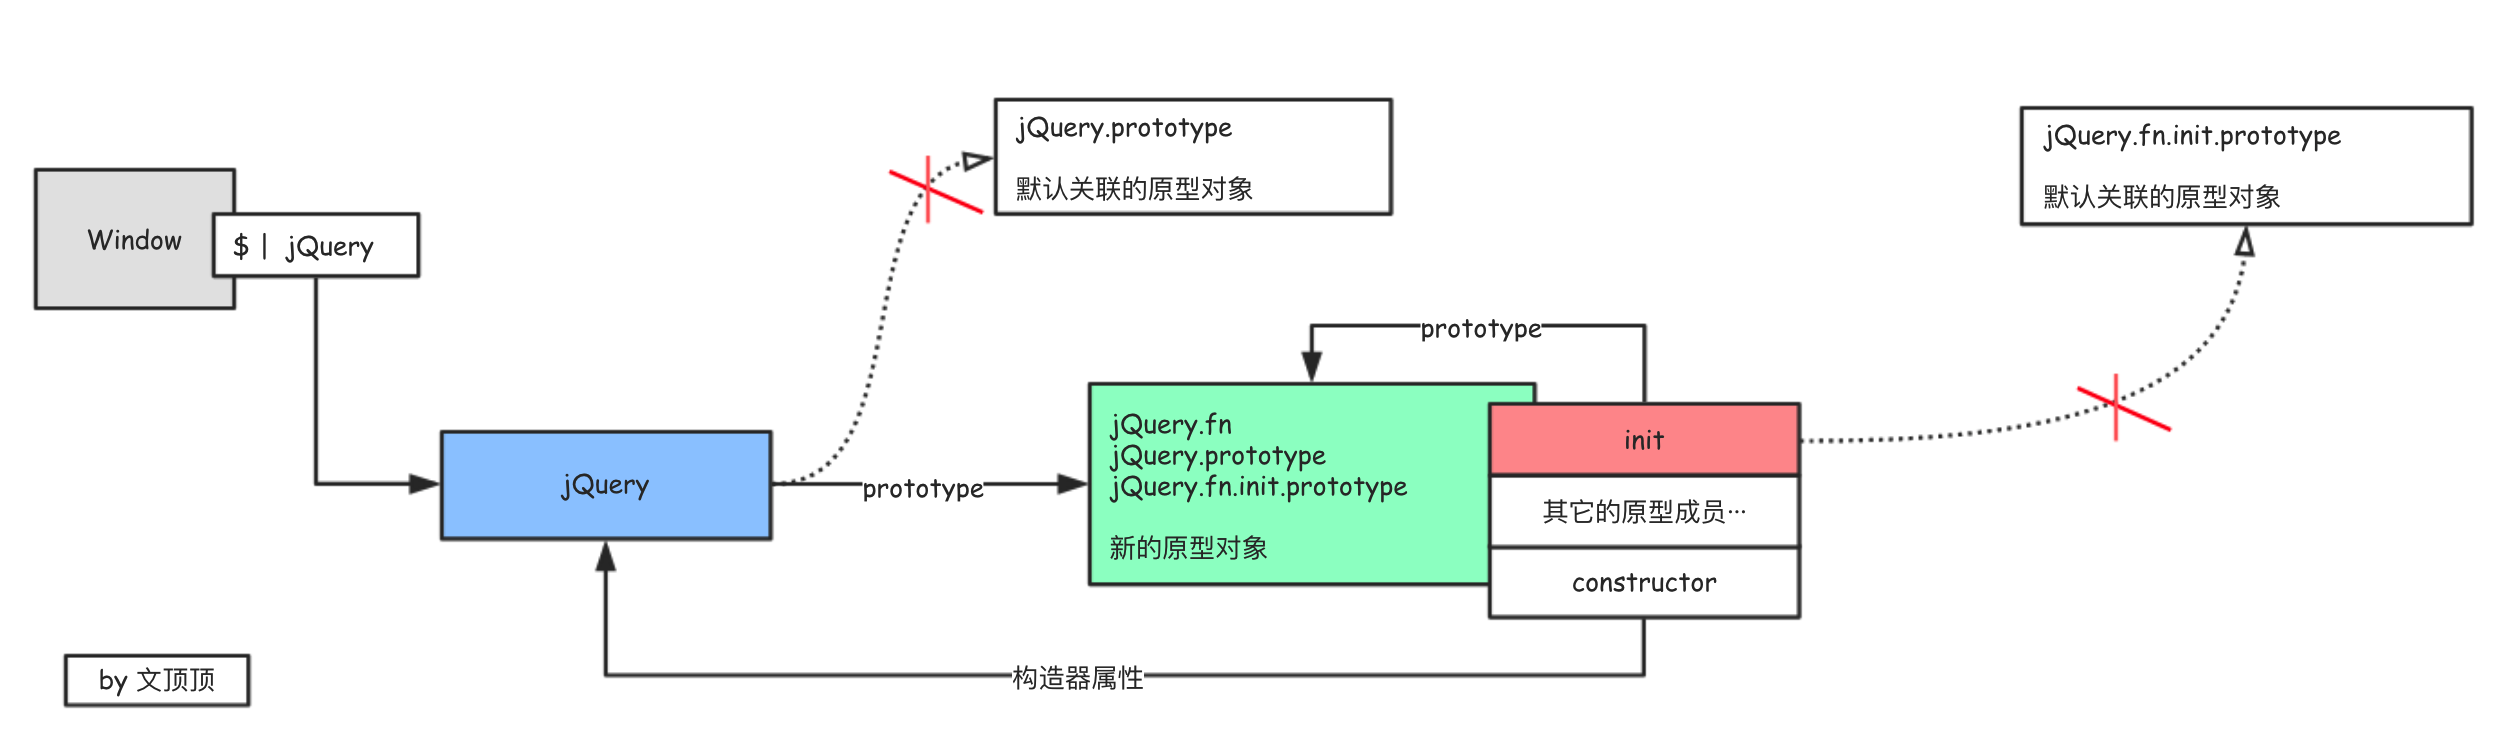 jQuery.prototype
默认关联的原型对象
jQuery.fn.init.prototype
默认关联的原型对象
Window
$ | jQuery
prototype
jQuery
prototype
jQuery.fn
jQuery.prototype
jQuery.fn.init.prototype
新的原型对象
init
其它的原型成员…
constructor
构造器属性
by 文顶顶